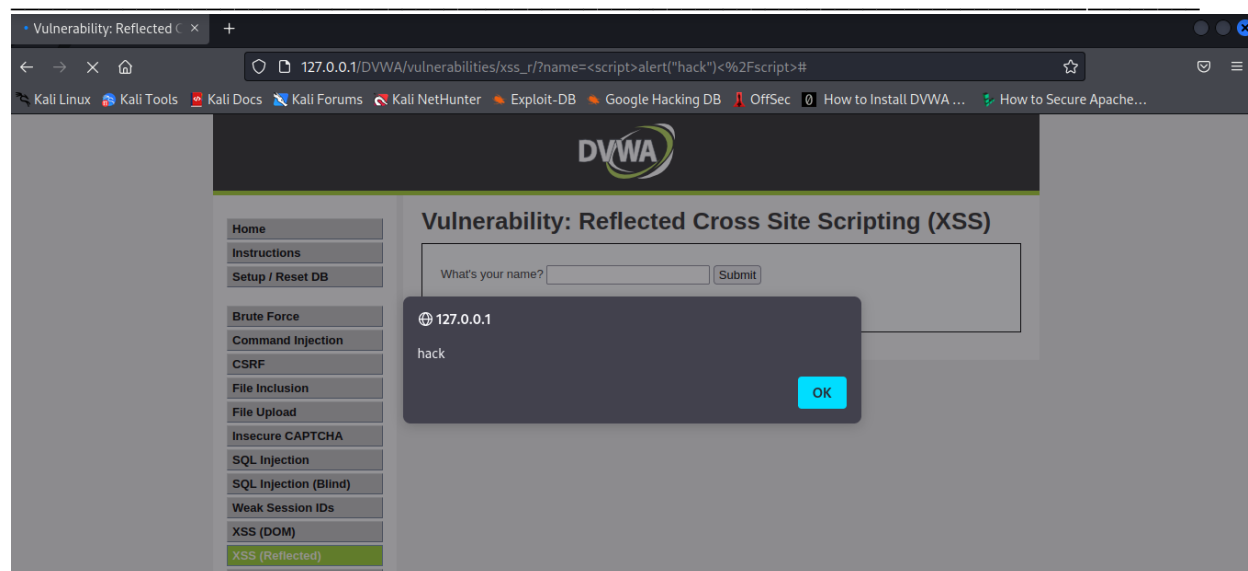 Vulnerability: Reflected C
127.0.0.1/DVWA/vulnerabilities/xss_r/?name=<script>alert("hack")<%2Fscript>#
Kali Linux Kali Tools Kali Docs Kali Forums Kali NetHunter Exploit-DB Google Hacking DB OffSec How to Install DVWA ... How to Secure Apache...
DVWA
Vulnerability: Reflected Cross Site Scripting (XSS)
What's your name? Submit
127.0.0.1
hack
OK
Home
Instructions
Setup / Reset DB
Brute Force
Command Injection
CSRF
File Inclusion
File Upload
Insecure CAPTCHA
SQL Injection
SQL Injection (Blind)
Weak Session IDs
XSS (DOM)
XSS (Reflected)